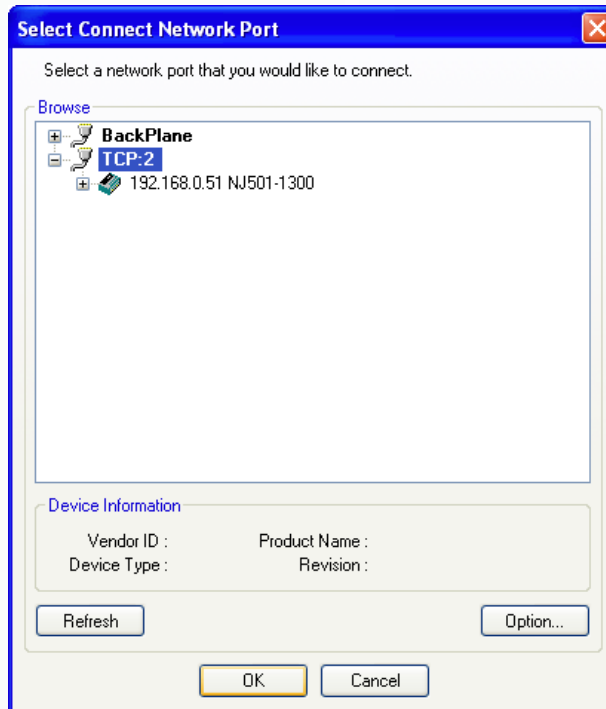 Select Connect Network Port
Select a network port that you would like to connect.
Browse
BackPlane
TCP:2
192.168.0.51 NJ501-1300
Device Information
Vendor ID : Product Name :
Device Type : Revision :
Refresh Option...
OK Cancel